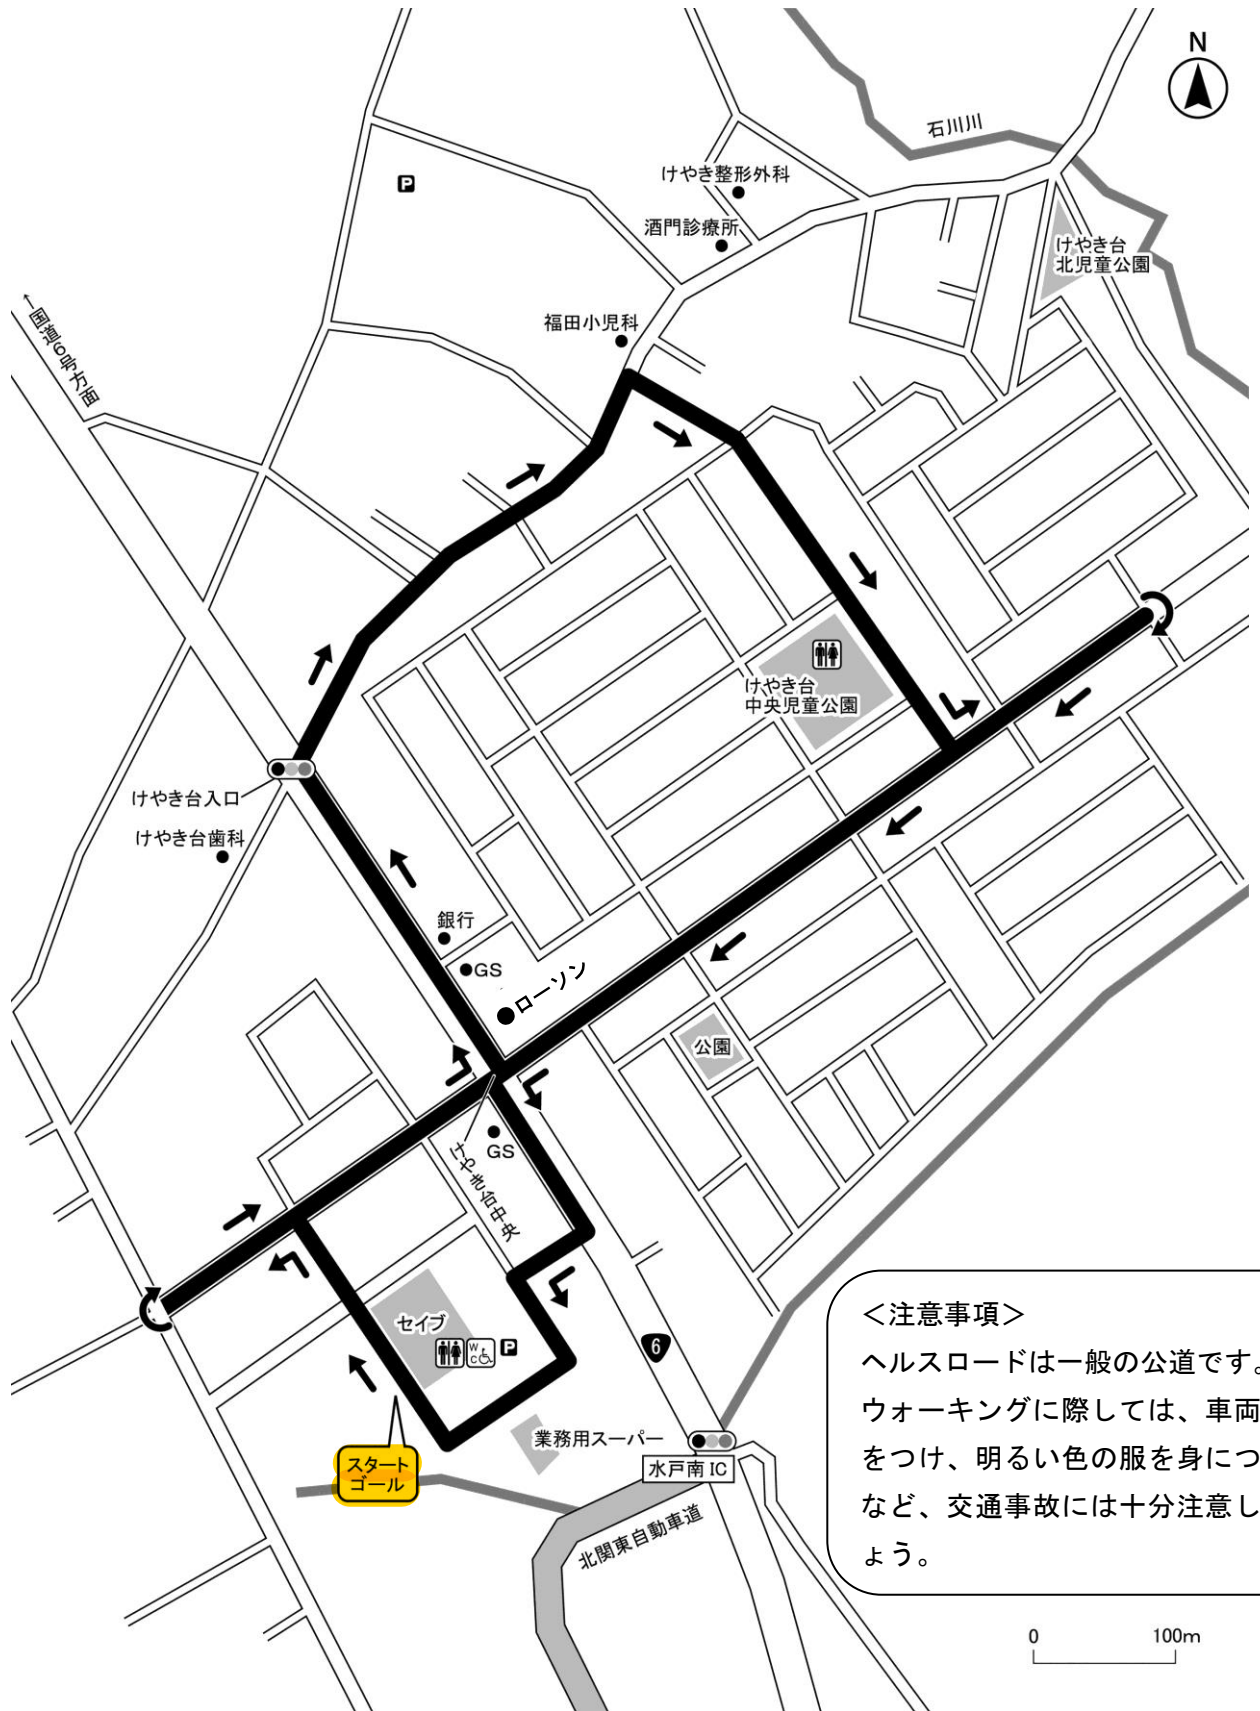 N
石川川
けやき整形外科
酒門診療所
P
けやき台
北児童公園
←国道6号方面
福田小児科
けやき台
中央児童公園
けやき台入口
けやき台歯科
銀行
GS
ローソン
公園
GS
けやき台中央
セイブ
WC
P
6
業務用スーパー
スタート
ゴール
水戸南 IC
北関東自動車道
＜注意事項＞
ヘルスロードは一般の公道です。
ウォーキングに際しては、車両
をつけ、明るい色の服を身につ
など、交通事故には十分注意し
ょう。
0 100m